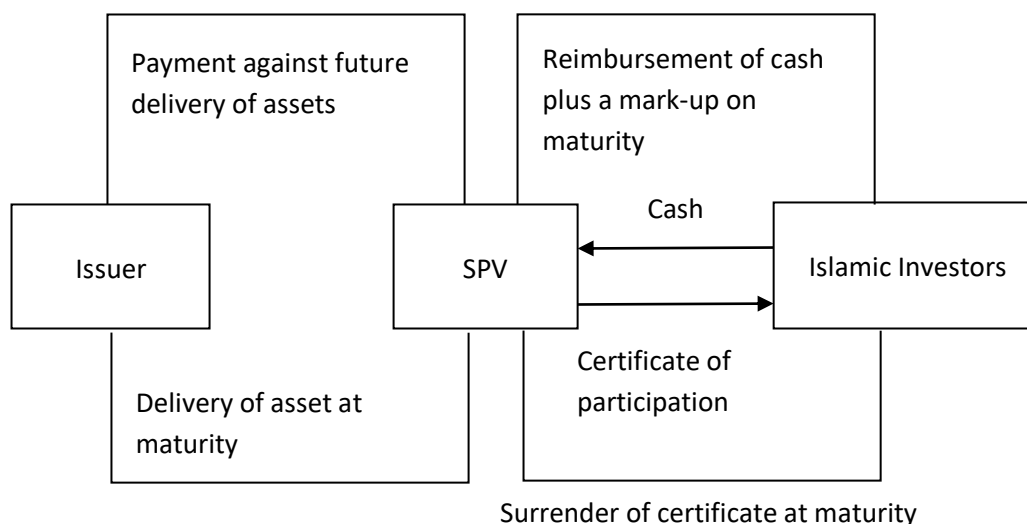 Payment against future
delivery of assets
Reimbursement of cash
plus a mark-up on
maturity
Cash
Issuer
SPV
Islamic Investors
Certificate of
participation
Delivery of asset at
maturity
Surrender of certificate at maturity